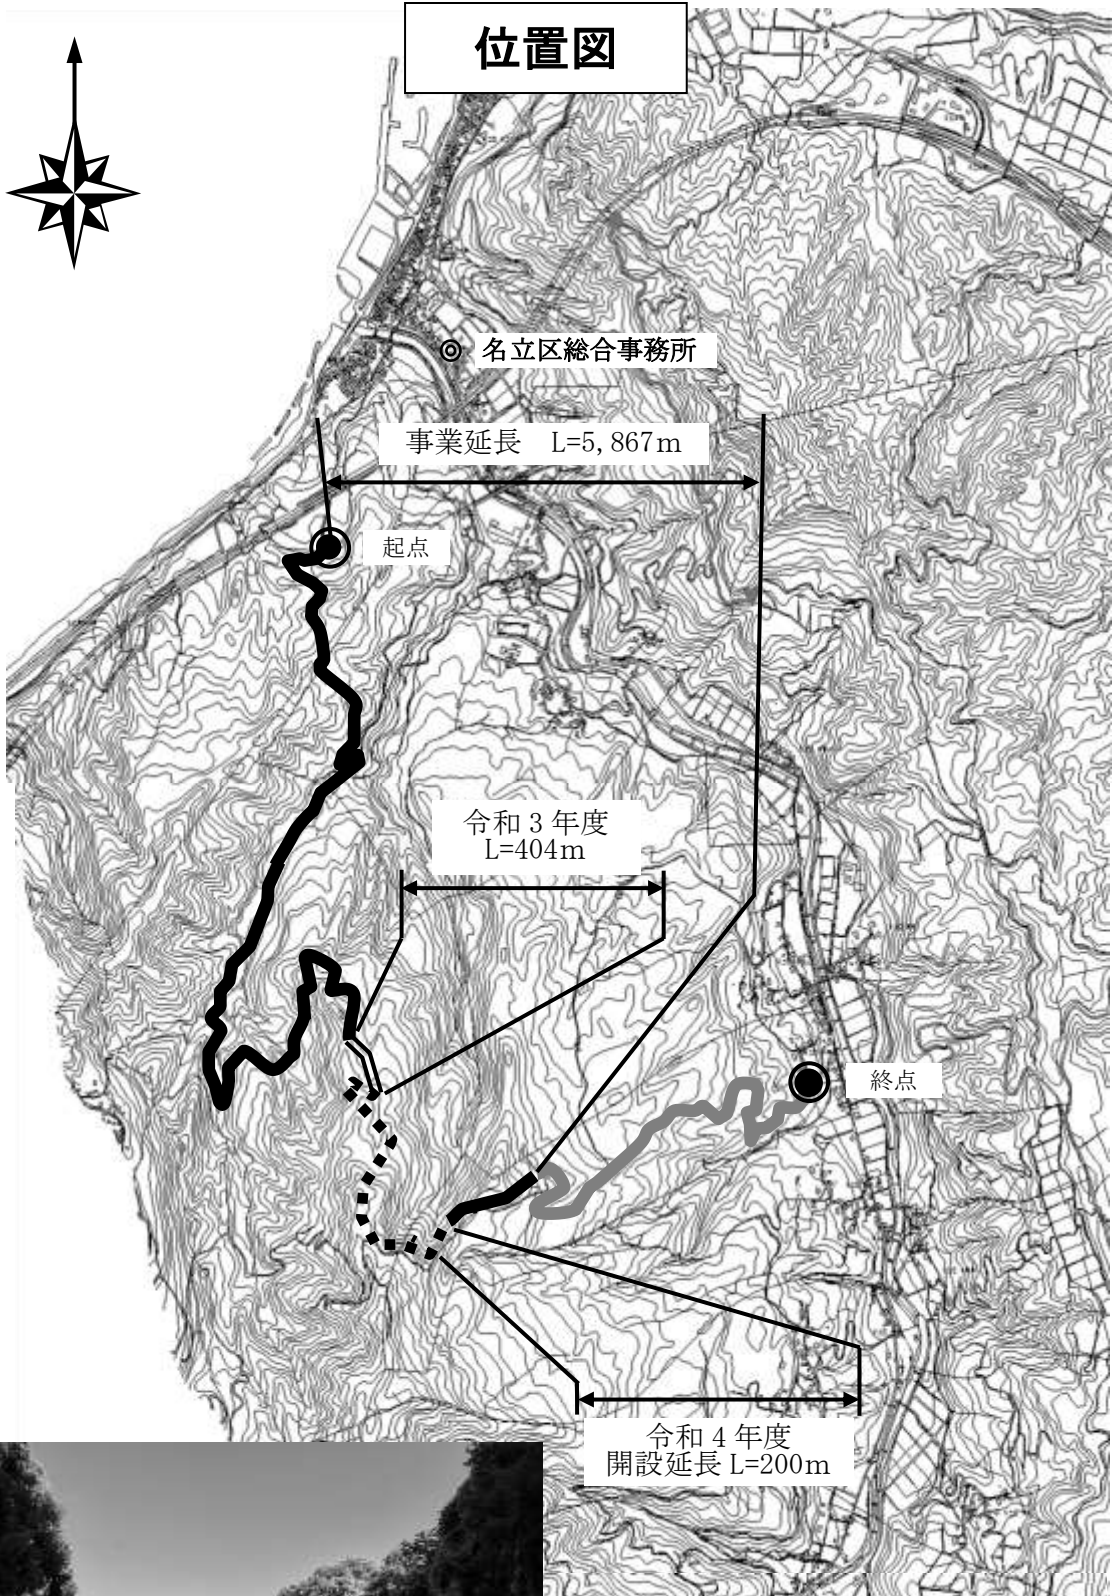 位置図
◎ 名立区総合事務所
事業延長　L=5,867m
起点
令和3年度
L=404m
終点
令和4年度
開設延長 L=200m